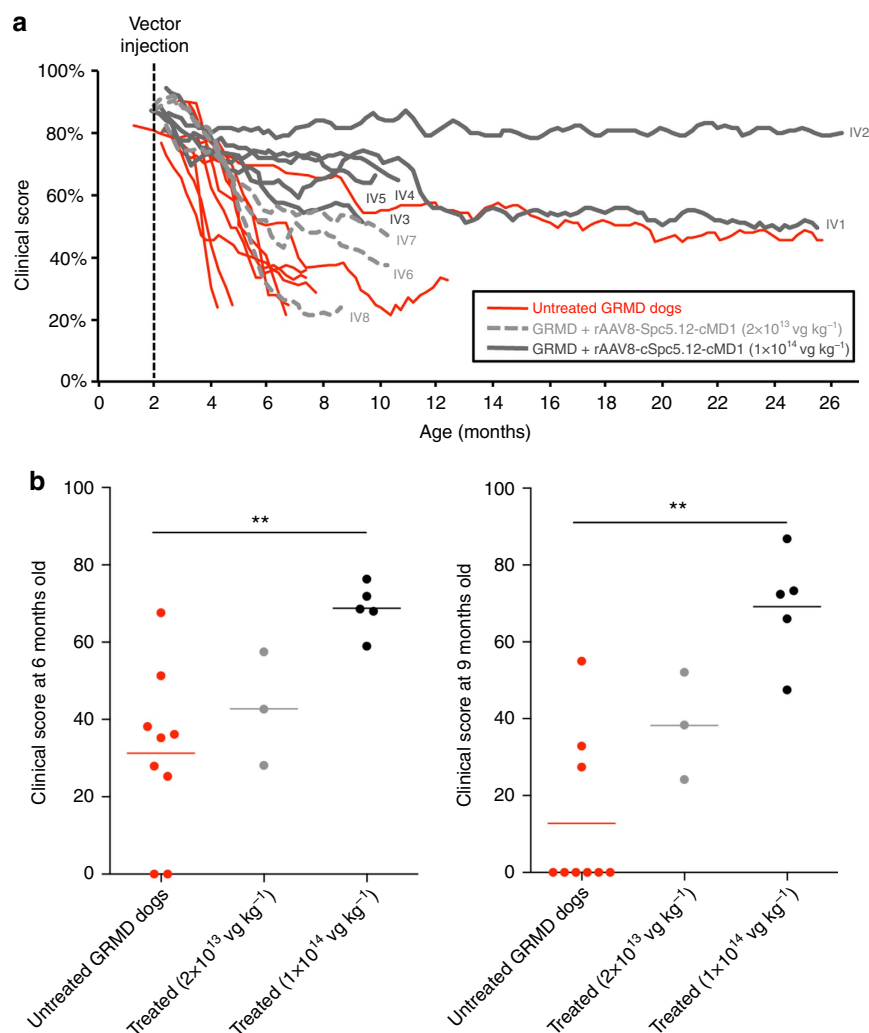 a
Vector
injection
100%
80%
60%
40%
20%
0%
Clinical score
0 2 4 6 8 10 12 14 16 18 20 22 24 26
Age (months)
IV2
IV1
IV5 IV4
IV3
IV7
IV6
IV8
Untreated GRMD dogs
GRMD + rAAV8-Spc5.12-cMD1 (2×10¹³ vg kg⁻¹)
GRMD + rAAV8-cSpc5.12-cMD1 (1×10¹⁴ vg kg⁻¹)
b
100
80
60
40
20
0
Clinical score at 6 months old
**
Untreated GRMD dogs
Treated (2×10¹³ vg kg⁻¹)
Treated (1×10¹⁴ vg kg⁻¹)
100
80
60
40
20
0
Clinical score at 9 months old
**
Untreated GRMD dogs
Treated (2×10¹³ vg kg⁻¹)
Treated (1×10¹⁴ vg kg⁻¹)